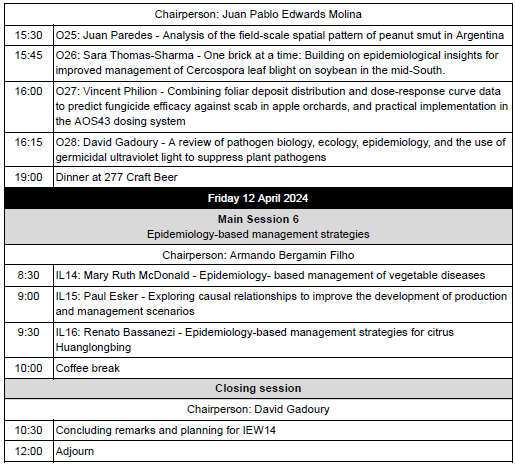 Chairperson: Juan Pablo Edwards Molina
15:30 O25: Juan Paredes - Analysis of the field-scale spatial pattern of peanut smut in Argentina
15:45 O26: Sara Thomas-Sharma - One brick at a time: Building on epidemiological insights for
improved management of Cercospora leaf blight on soybean in the mid-South.
16:00 O27: Vincent Philion - Combining foliar deposit distribution and dose-response curve data
to predict fungicide efficacy against scab in apple orchards, and practical implementation in
the AOS43 dosing system
16:15 O28: David Gadoury - A review of pathogen biology, ecology, epidemiology, and the use of
germicidal ultraviolet light to suppress plant pathogens
19:00 Dinner at 277 Craft Beer
Friday 12 April 2024
Main Session 6
Epidemiology-based management strategies
Chairperson: Armando Bergamin Filho
8:30 IL14: Mary Ruth McDonald - Epidemiology- based management of vegetable diseases
9:00 IL15: Paul Esker - Exploring causal relationships to improve the development of production
and management scenarios
9:30 IL16: Renato Bassanezi - Epidemiology-based management strategies for citrus
Huanglongbing
10:00 Coffee break
Closing session
Chairperson: David Gadoury
10:30 Concluding remarks and planning for IEW14
12:00 Adjourn